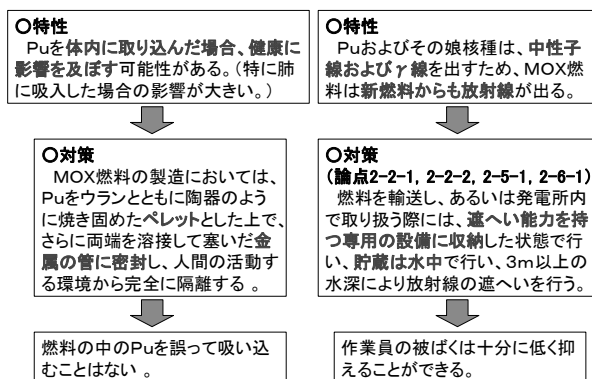 ○特性
Puを体内に取り込んだ場合、健康に
影響を及ぼす可能性がある。(特に肺
に吸入した場合の影響が大きい。)
○対策
MOX燃料の製造においては、
Puをウランとともに陶器のよう
に焼き固めたペレットとした上で、
さらに両端を溶接して塞いだ金
属の管に密封し、人間の活動す
る環境から完全に隔離する 。
燃料の中のPuを誤って吸い込
むことはない 。
○特性
Puおよびその娘核種は、中性子
線およびγ線を出すため、MOX燃
料は新燃料からも放射線が出る。
○対策
(論点2-2-1, 2-2-2, 2-5-1, 2-6-1)
燃料を輸送し、あるいは発電所内
で取り扱う際には、遮へい能力を持
つ専用の設備に収納した状態で行
い、貯蔵は水中で行い、3m以上の
水深により放射線の遮へいを行う。
作業員の被ばくは十分に低く抑
えることができる。